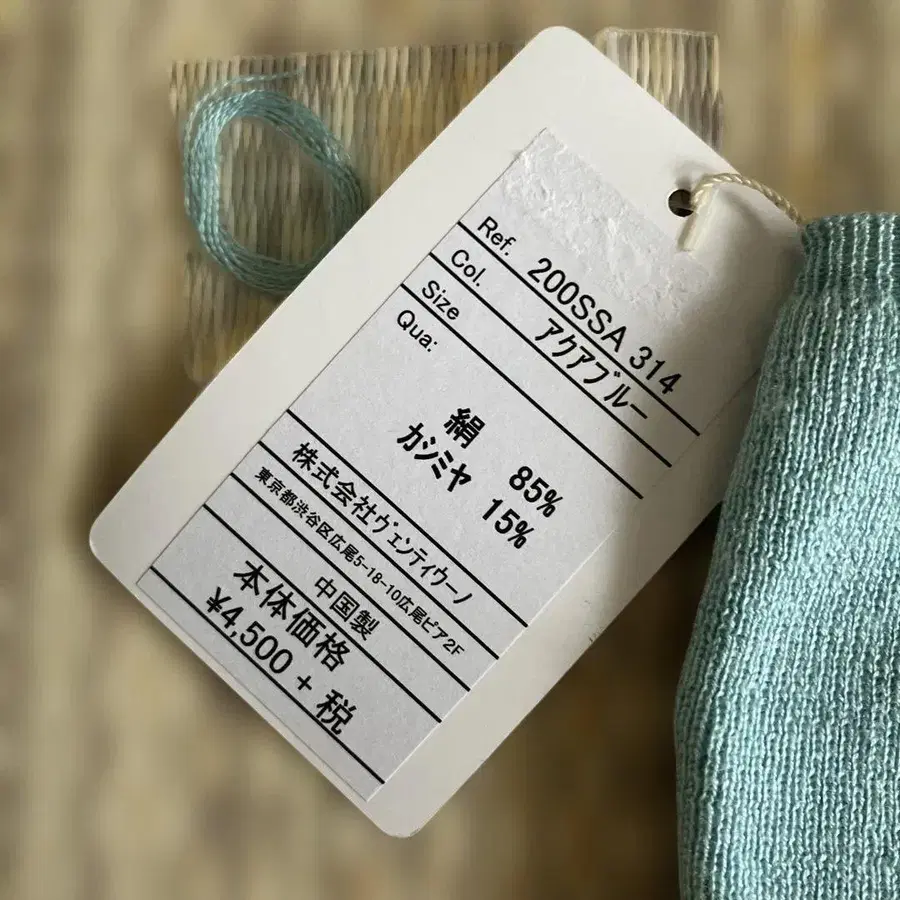 Ref. 200SSA 314
Col. アクアブルー
Size
Qua:
絹 85%
カシミヤ 15%
株式会社ヴェンティウーノ
東京都渋谷区広尾5-18-10広尾ピア2F
中国製
本体価格
¥4,500 + 税